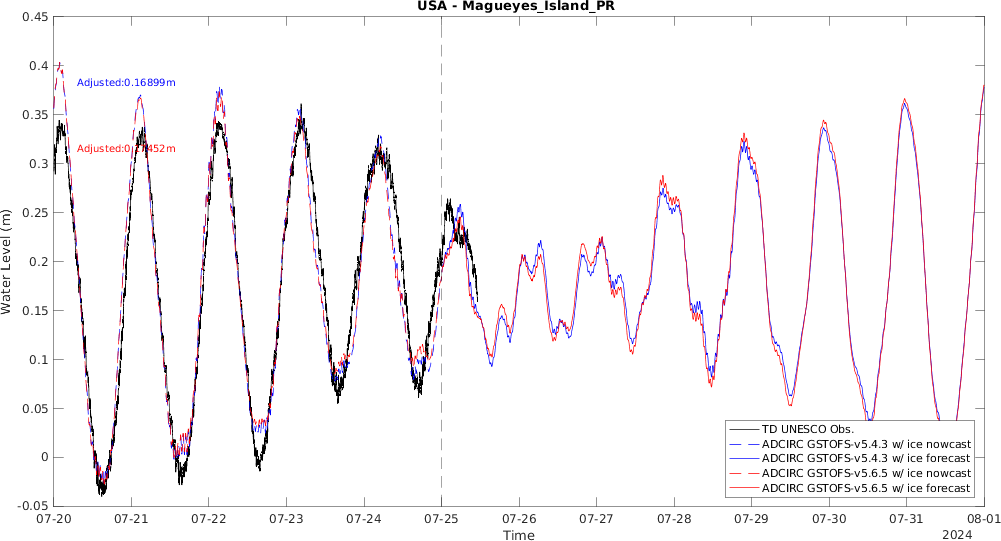 USA - Magueyes_Island_PR
0.45
0.4
0.35
0.3
0.25
0.2
0.15
0.1
0.05
0
-0.05
Water Level (m)
Adjusted:0.16899m
TD UNESCO Obs.
ADCIRC GSTOFS-v5.4.3 w/ ice nowcast
ADCIRC GSTOFS-v5.4.3 w/ ice forecast
ADCIRC GSTOFS-v5.6.5 w/ ice nowcast
ADCIRC GSTOFS-v5.6.5 w/ ice forecast
07-20 07-21 07-22 07-23 07-24 07-25 07-26 07-27 07-28 07-29 07-30 07-31 08-01
Time
2024